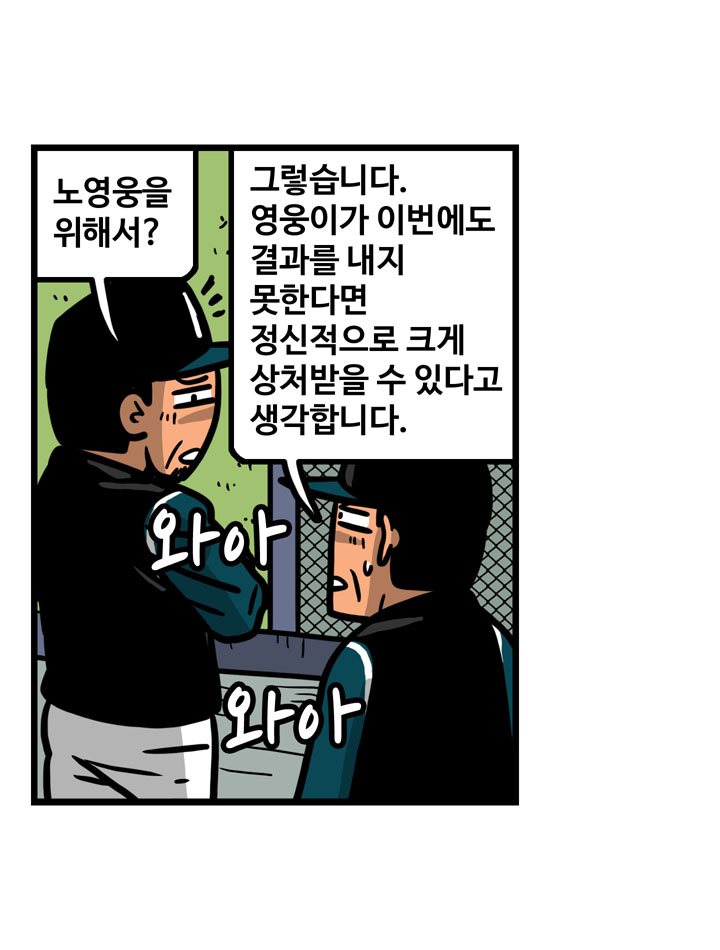 노영웅을
위해서?
그렇습니다.
영웅이가 이번에도
결과를 내지
못한다면
정신적으로 크게
상처받을 수 있다고
생각합니다.
와아
와아